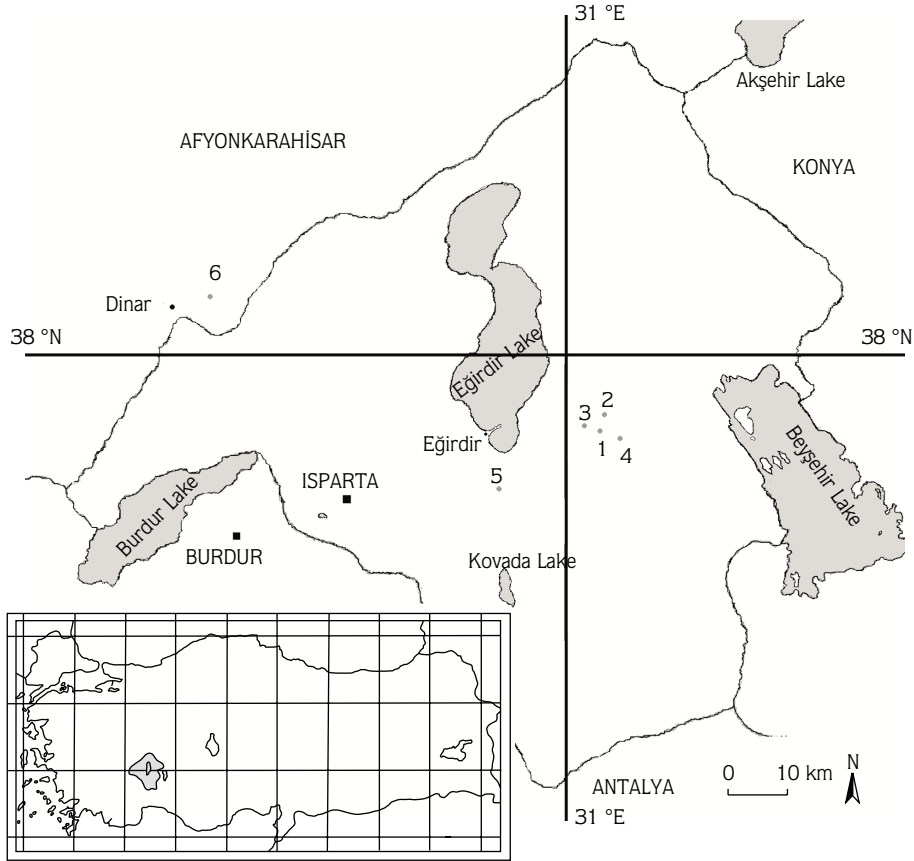 31 °E
Akşehir Lake
AFYONKARAHİSAR
KONYA
6
Dinar
38 °N
38 °N
Eğirdir Lake
2
3
1
4
Eğirdir
Beyşehir Lake
5
ISPARTA
Burdur Lake
BURDUR
Kovada Lake
0
10 km
N
ANTALYA
31 °E